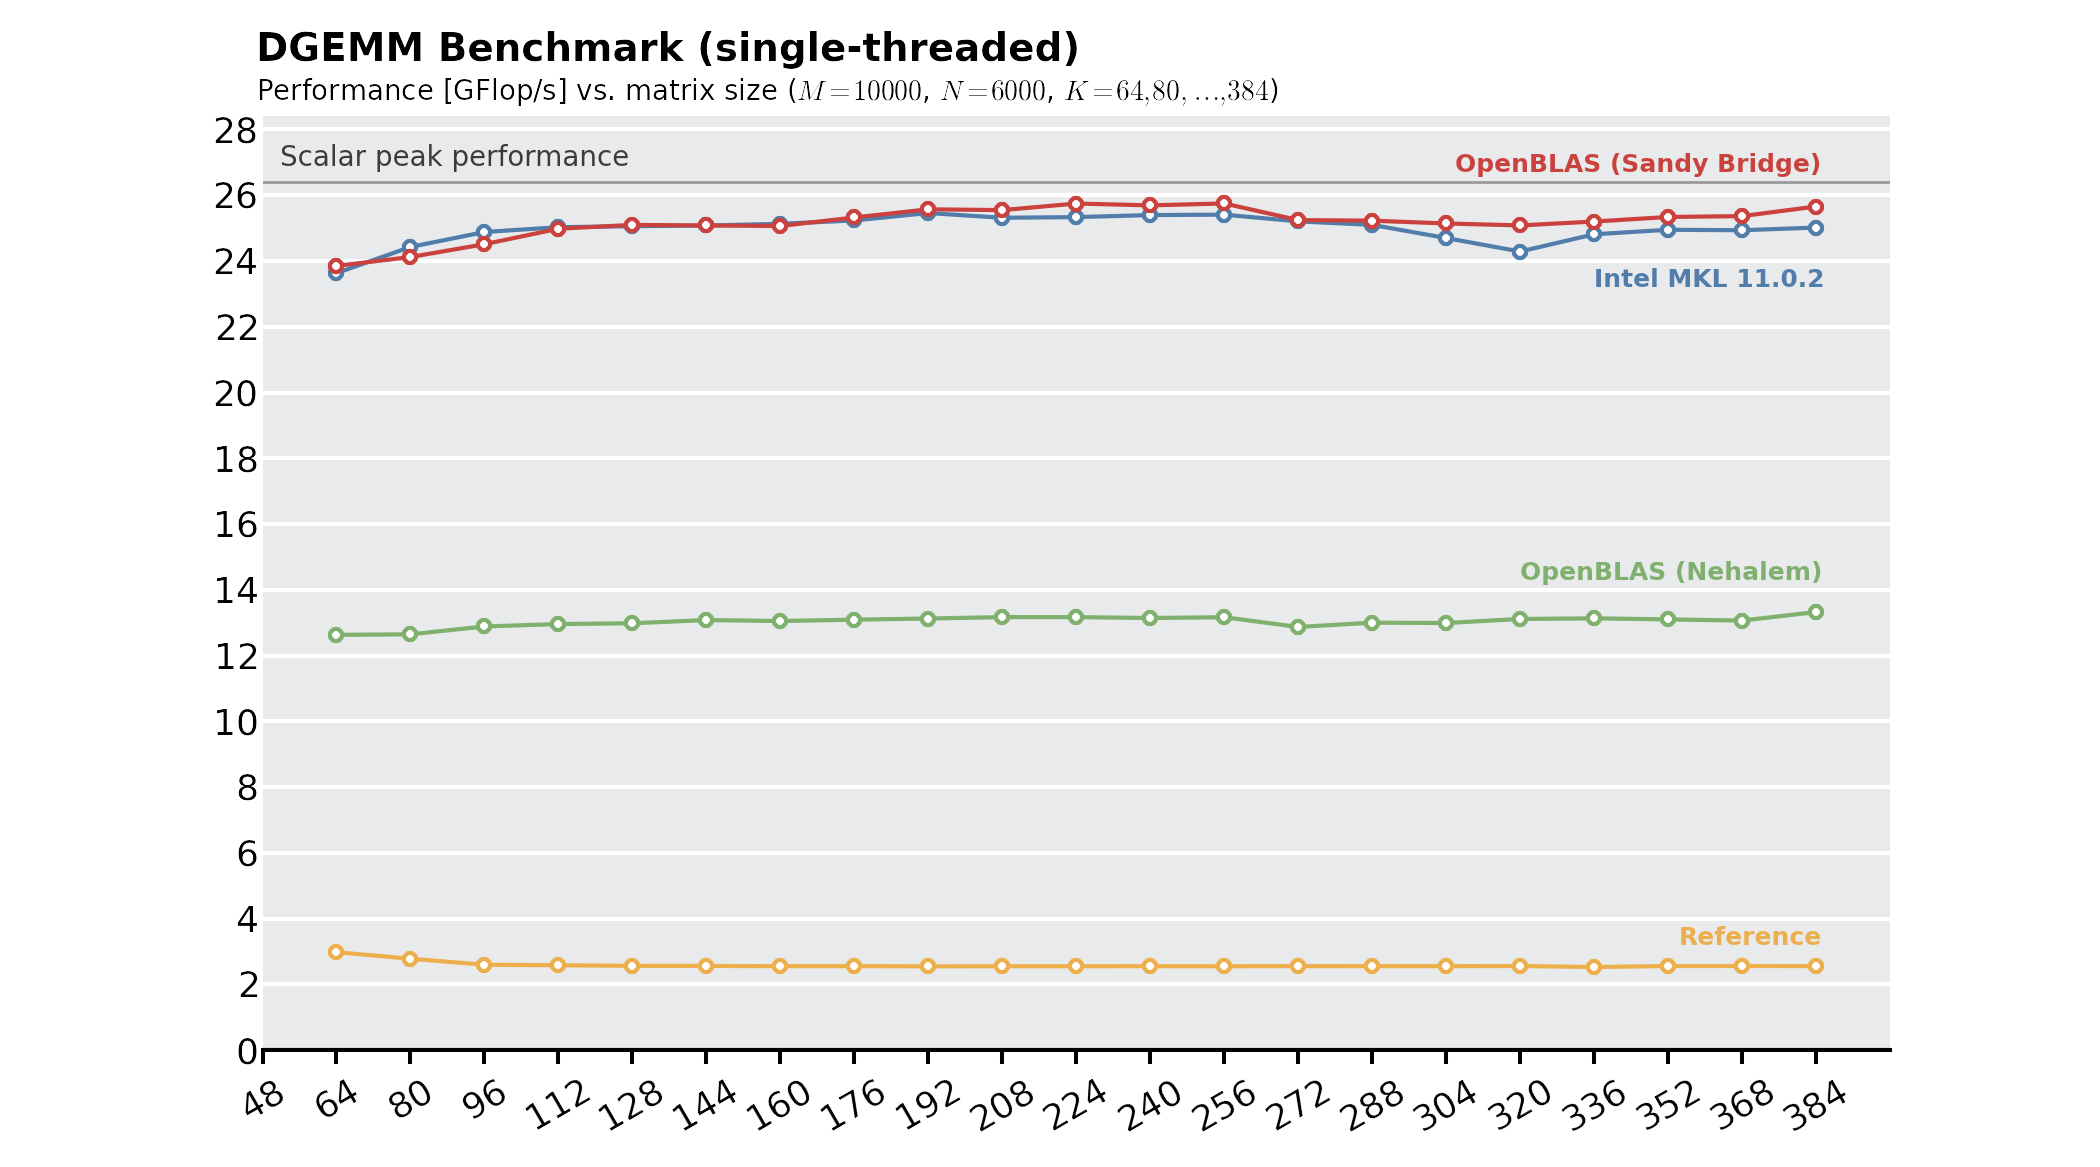 DGEMM Benchmark (single-threaded)
Performance [GFlop/s] vs. matrix size (M=10000, N=6000, K=64,80, ...,384)
28
Scalar peak performance
OpenBLAS (Sandy Bridge)
26
24
Intel MKL 11.0.2
22
20
18
16
OpenBLAS (Nehalem)
14
12
10
8
6
4
Reference
2
0
48 64 80 96 112 128 144 160 176 192 208 224 240 256 272 288 304 320 336 352 368 384